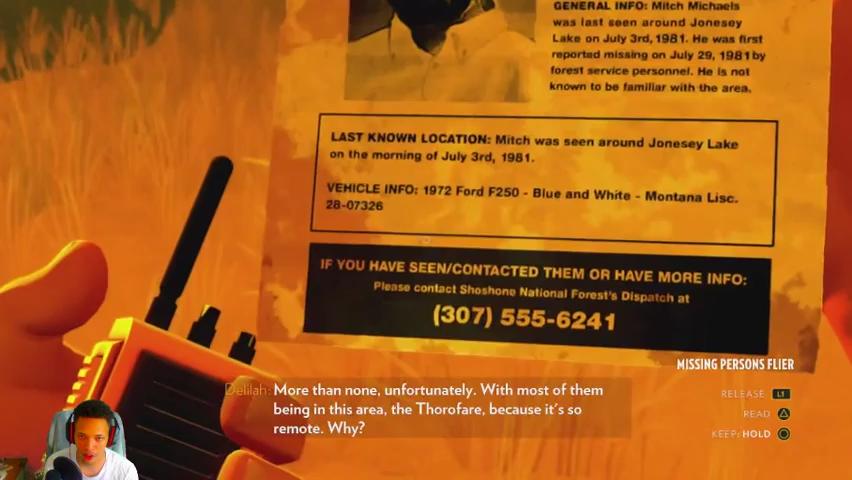 GENERAL INFO: Mitch Michaels
was last seen around Jonesey
Lake on July 3rd, 1981. He was first
reported missing on July 29, 1981 by
forest service personnel. He is not
known to be familiar with the area.
LAST KNOWN LOCATION: Mitch was seen around Jonesey Lake
on the morning of July 3rd, 1981.
VEHICLE INFO: 1972 Ford F250 - Blue and White - Montana Lisc.
28-07326
IF YOU HAVE SEEN/CONTACTED THEM OR HAVE MORE INFO:
Please contact Shoshone National Forest's Dispatch at
(307) 555-6241
MISSING PERSONS FLIER
RELEASE L1
READ
KEEP: HOLD
Delilah: More than none, unfortunately. With most of them
being in this area, the Thorofare, because it's so
remote. Why?